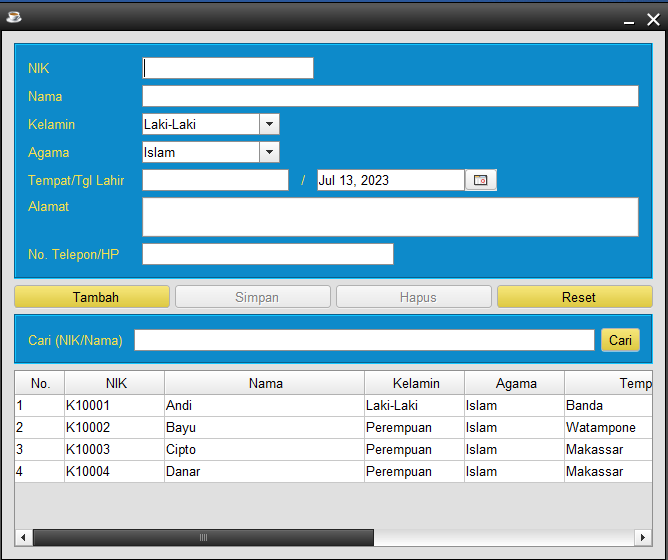 NIK
Nama
Kelamin Laki-Laki
Agama Islam
Tempat/Tgl Lahir / Jul 13, 2023
Alamat
No. Telepon/HP
Tambah Simpan Hapus Reset
Cari (NIK/Nama) Cari
No. NIK Nama Kelamin Agama Temp
1 K10001 Andi Laki-Laki Islam Banda
2 K10002 Bayu Perempuan Islam Watampone
3 K10003 Cipto Perempuan Islam Makassar
4 K10004 Danar Perempuan Islam Makassar